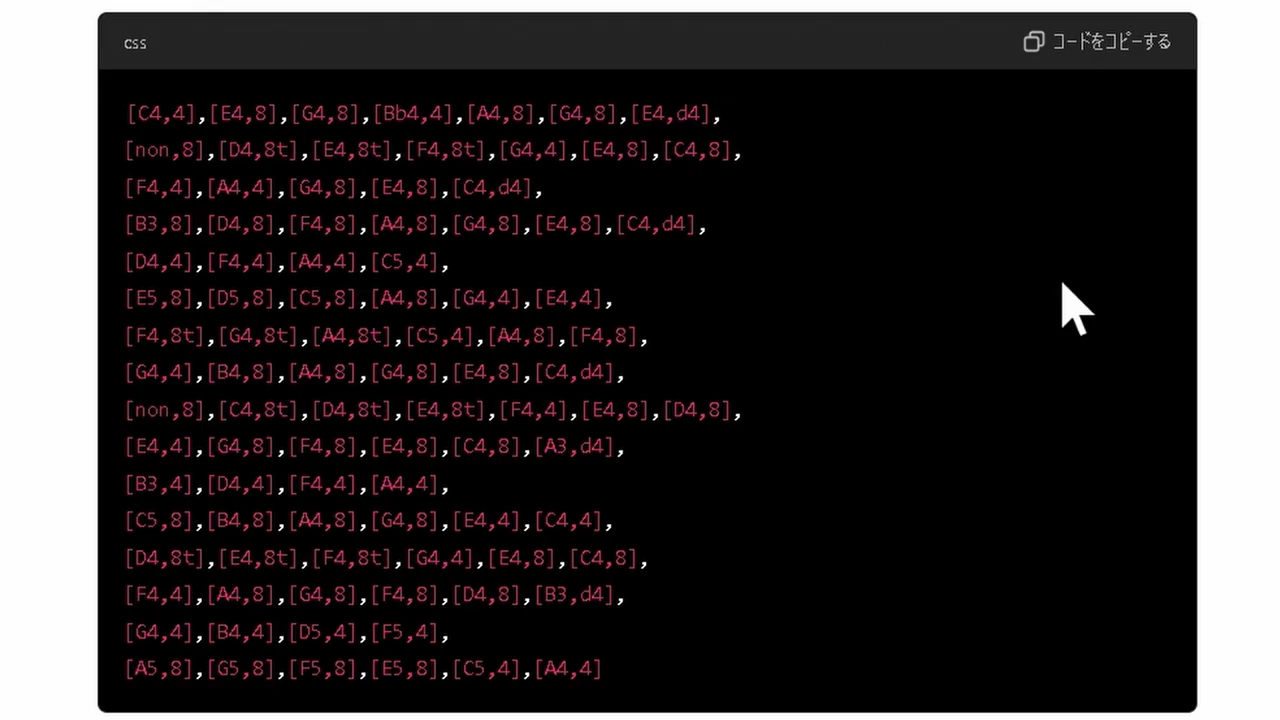 css
コードをコピーする
[C4,4],[E4,8],[G4,8],[Bb4,4],[A4,8],[G4,8],[E4,d4],
[non,8],[D4,8t],[E4,8t],[F4,8t],[G4,4],[E4,8],[C4,8],
[F4,4],[A4,4],[G4,8],[E4,8],[C4,d4],
[B3,8],[D4,8],[F4,8],[A4,8],[G4,8],[E4,8],[C4,d4],
[D4,4],[F4,4],[A4,4],[C5,4],
[E5,8],[D5,8],[C5,8],[A4,8],[G4,4],[E4,4],
[F4,8t],[G4,8t],[A4,8t],[C5,4],[A4,8],[F4,8],
[G4,4],[B4,8],[A4,8],[G4,8],[E4,8],[C4,d4],
[non,8],[C4,8t],[D4,8t],[E4,8t],[F4,4],[E4,8],[D4,8],
[E4,4],[G4,8],[F4,8],[E4,8],[C4,8],[A3,d4],
[B3,4],[D4,4],[F4,4],[A4,4],
[C5,8],[B4,8],[A4,8],[G4,8],[E4,4],[C4,4],
[D4,8t],[E4,8t],[F4,8t],[G4,4],[E4,8],[C4,8],
[F4,4],[A4,8],[G4,8],[F4,8],[D4,8],[B3,d4],
[G4,4],[B4,4],[D5,4],[F5,4],
[A5,8],[G5,8],[F5,8],[E5,8],[C5,4],[A4,4]